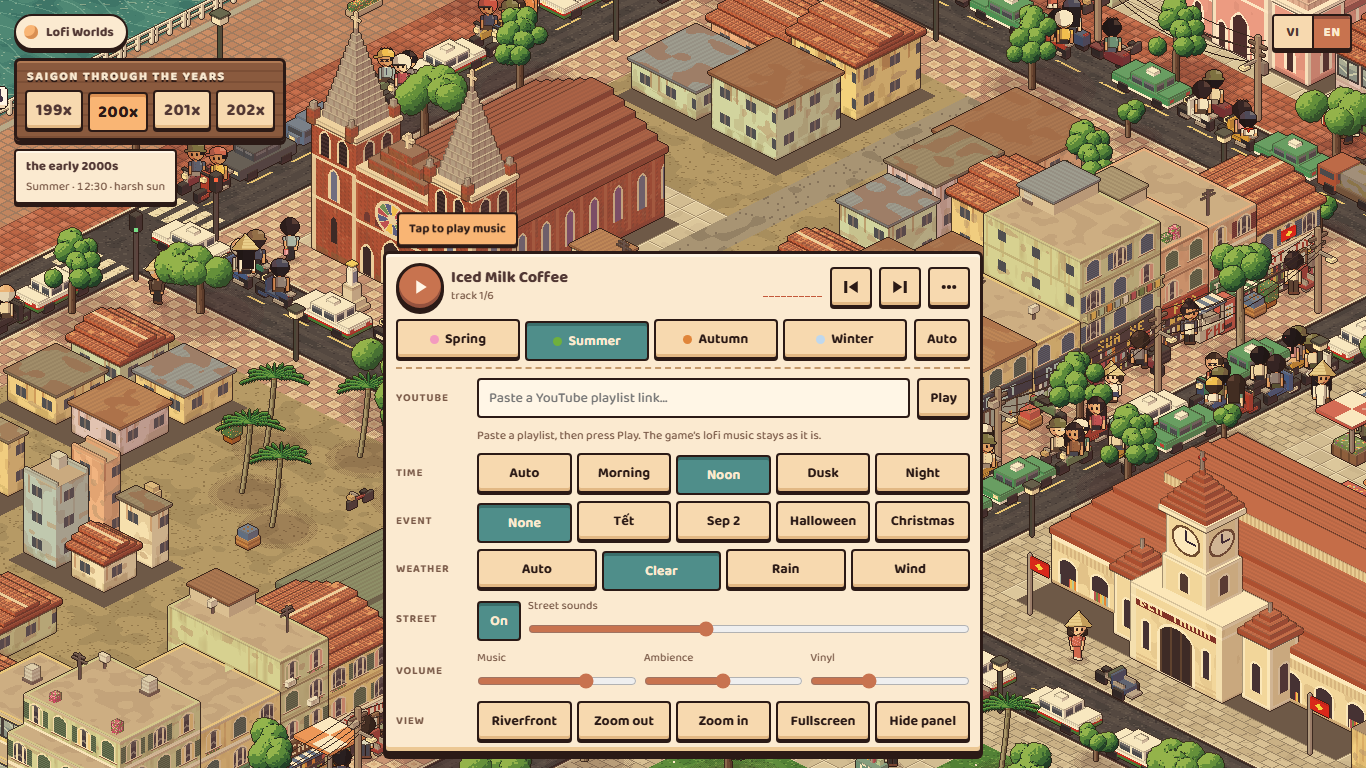 Lofi Worlds
VI EN
SAIGON THROUGH THE YEARS
199x 200x 201x 202x
the early 2000s
Summer · 12:30 · harsh sun
Tap to play music
Iced Milk Coffee
track 1/6
Spring Summer Autumn Winter Auto
YOUTUBE Paste a YouTube playlist link... Play
Paste a playlist, then press Play. The game's lofi music stays as it is.
TIME Auto Morning Noon Dusk Night
EVENT None Tết Sep 2 Halloween Christmas
WEATHER Auto Clear Rain Wind
STREET On Street sounds
VOLUME Music Ambience Vinyl
VIEW Riverfront Zoom out Zoom in Fullscreen Hide panel